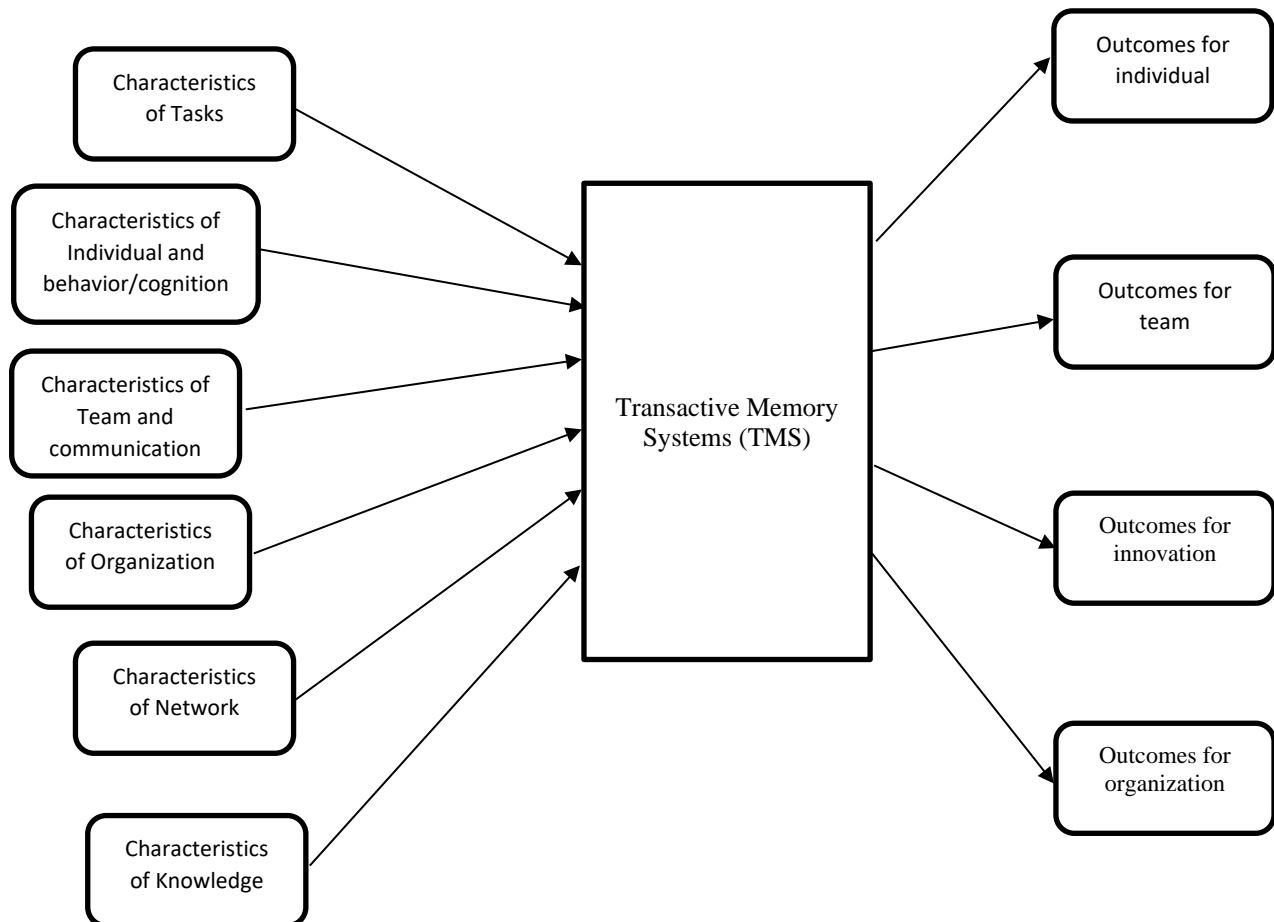 Characteristics
of Tasks
Characteristics of
Individual and
behavior/cognition
Characteristics of
Team and
communication
Characteristics
of Organization
Characteristics
of Network
Characteristics
of Knowledge
Transactive Memory
Systems (TMS)
Outcomes for
individual
Outcomes for
team
Outcomes for
innovation
Outcomes for
organization